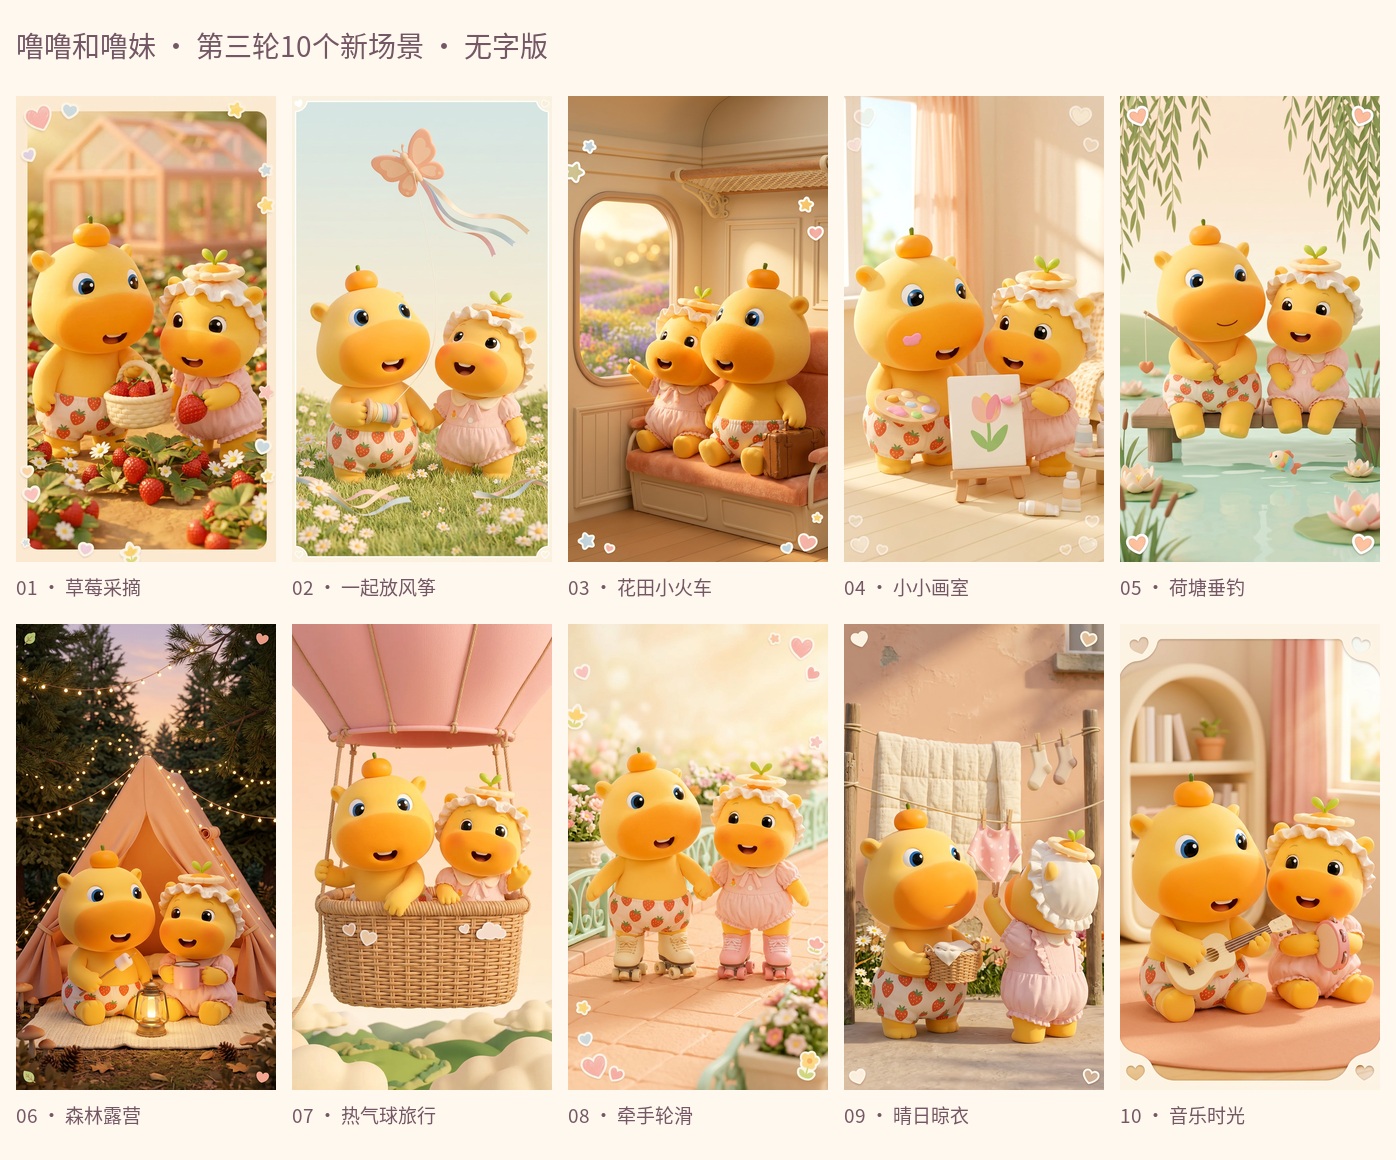 噜噜和噜妹 · 第三轮10个新场景 · 无字版
01 · 草莓采摘
02 · 一起放风筝
03 · 花田小火车
04 · 小小画室
05 · 荷塘垂钓
06 · 森林露营
07 · 热气球旅行
08 · 牵手轮滑
09 · 晴日晾衣
10 · 音乐时光